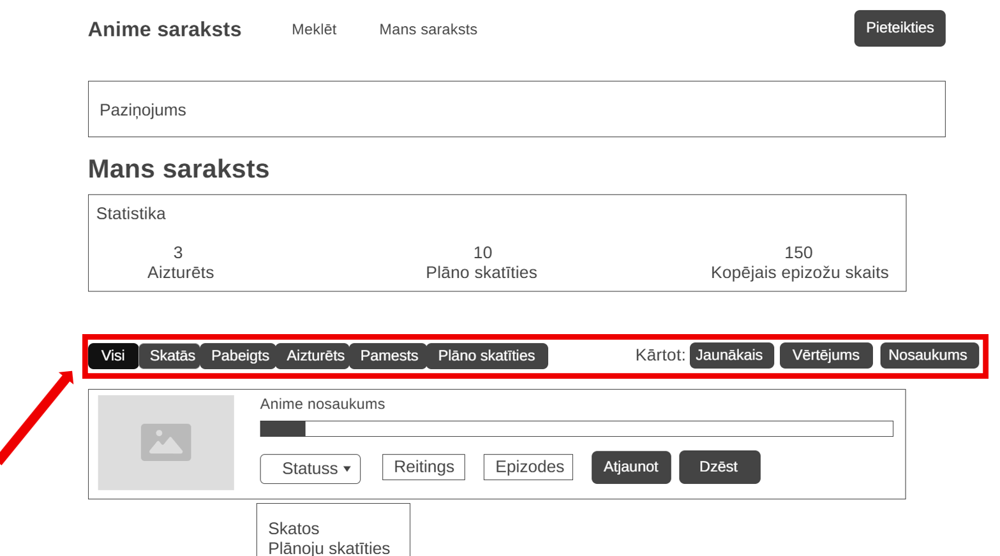 Anime saraksts Meklēt Mans saraksts Pieteikties
Paziņojums
Mans saraksts
Statistika
3 10 150
Aizturēts Plāno skatīties Kopējais epizožu skaits
Visi Skatās Pabeigts Aizturēts Pamests Plāno skatīties Kārtot: Jaunākais Vērtējums Nosaukums
Anime nosaukums
Statuss Reitings Epizodes Atjaunot Dzēst
Skatos
Plānoju skatīties